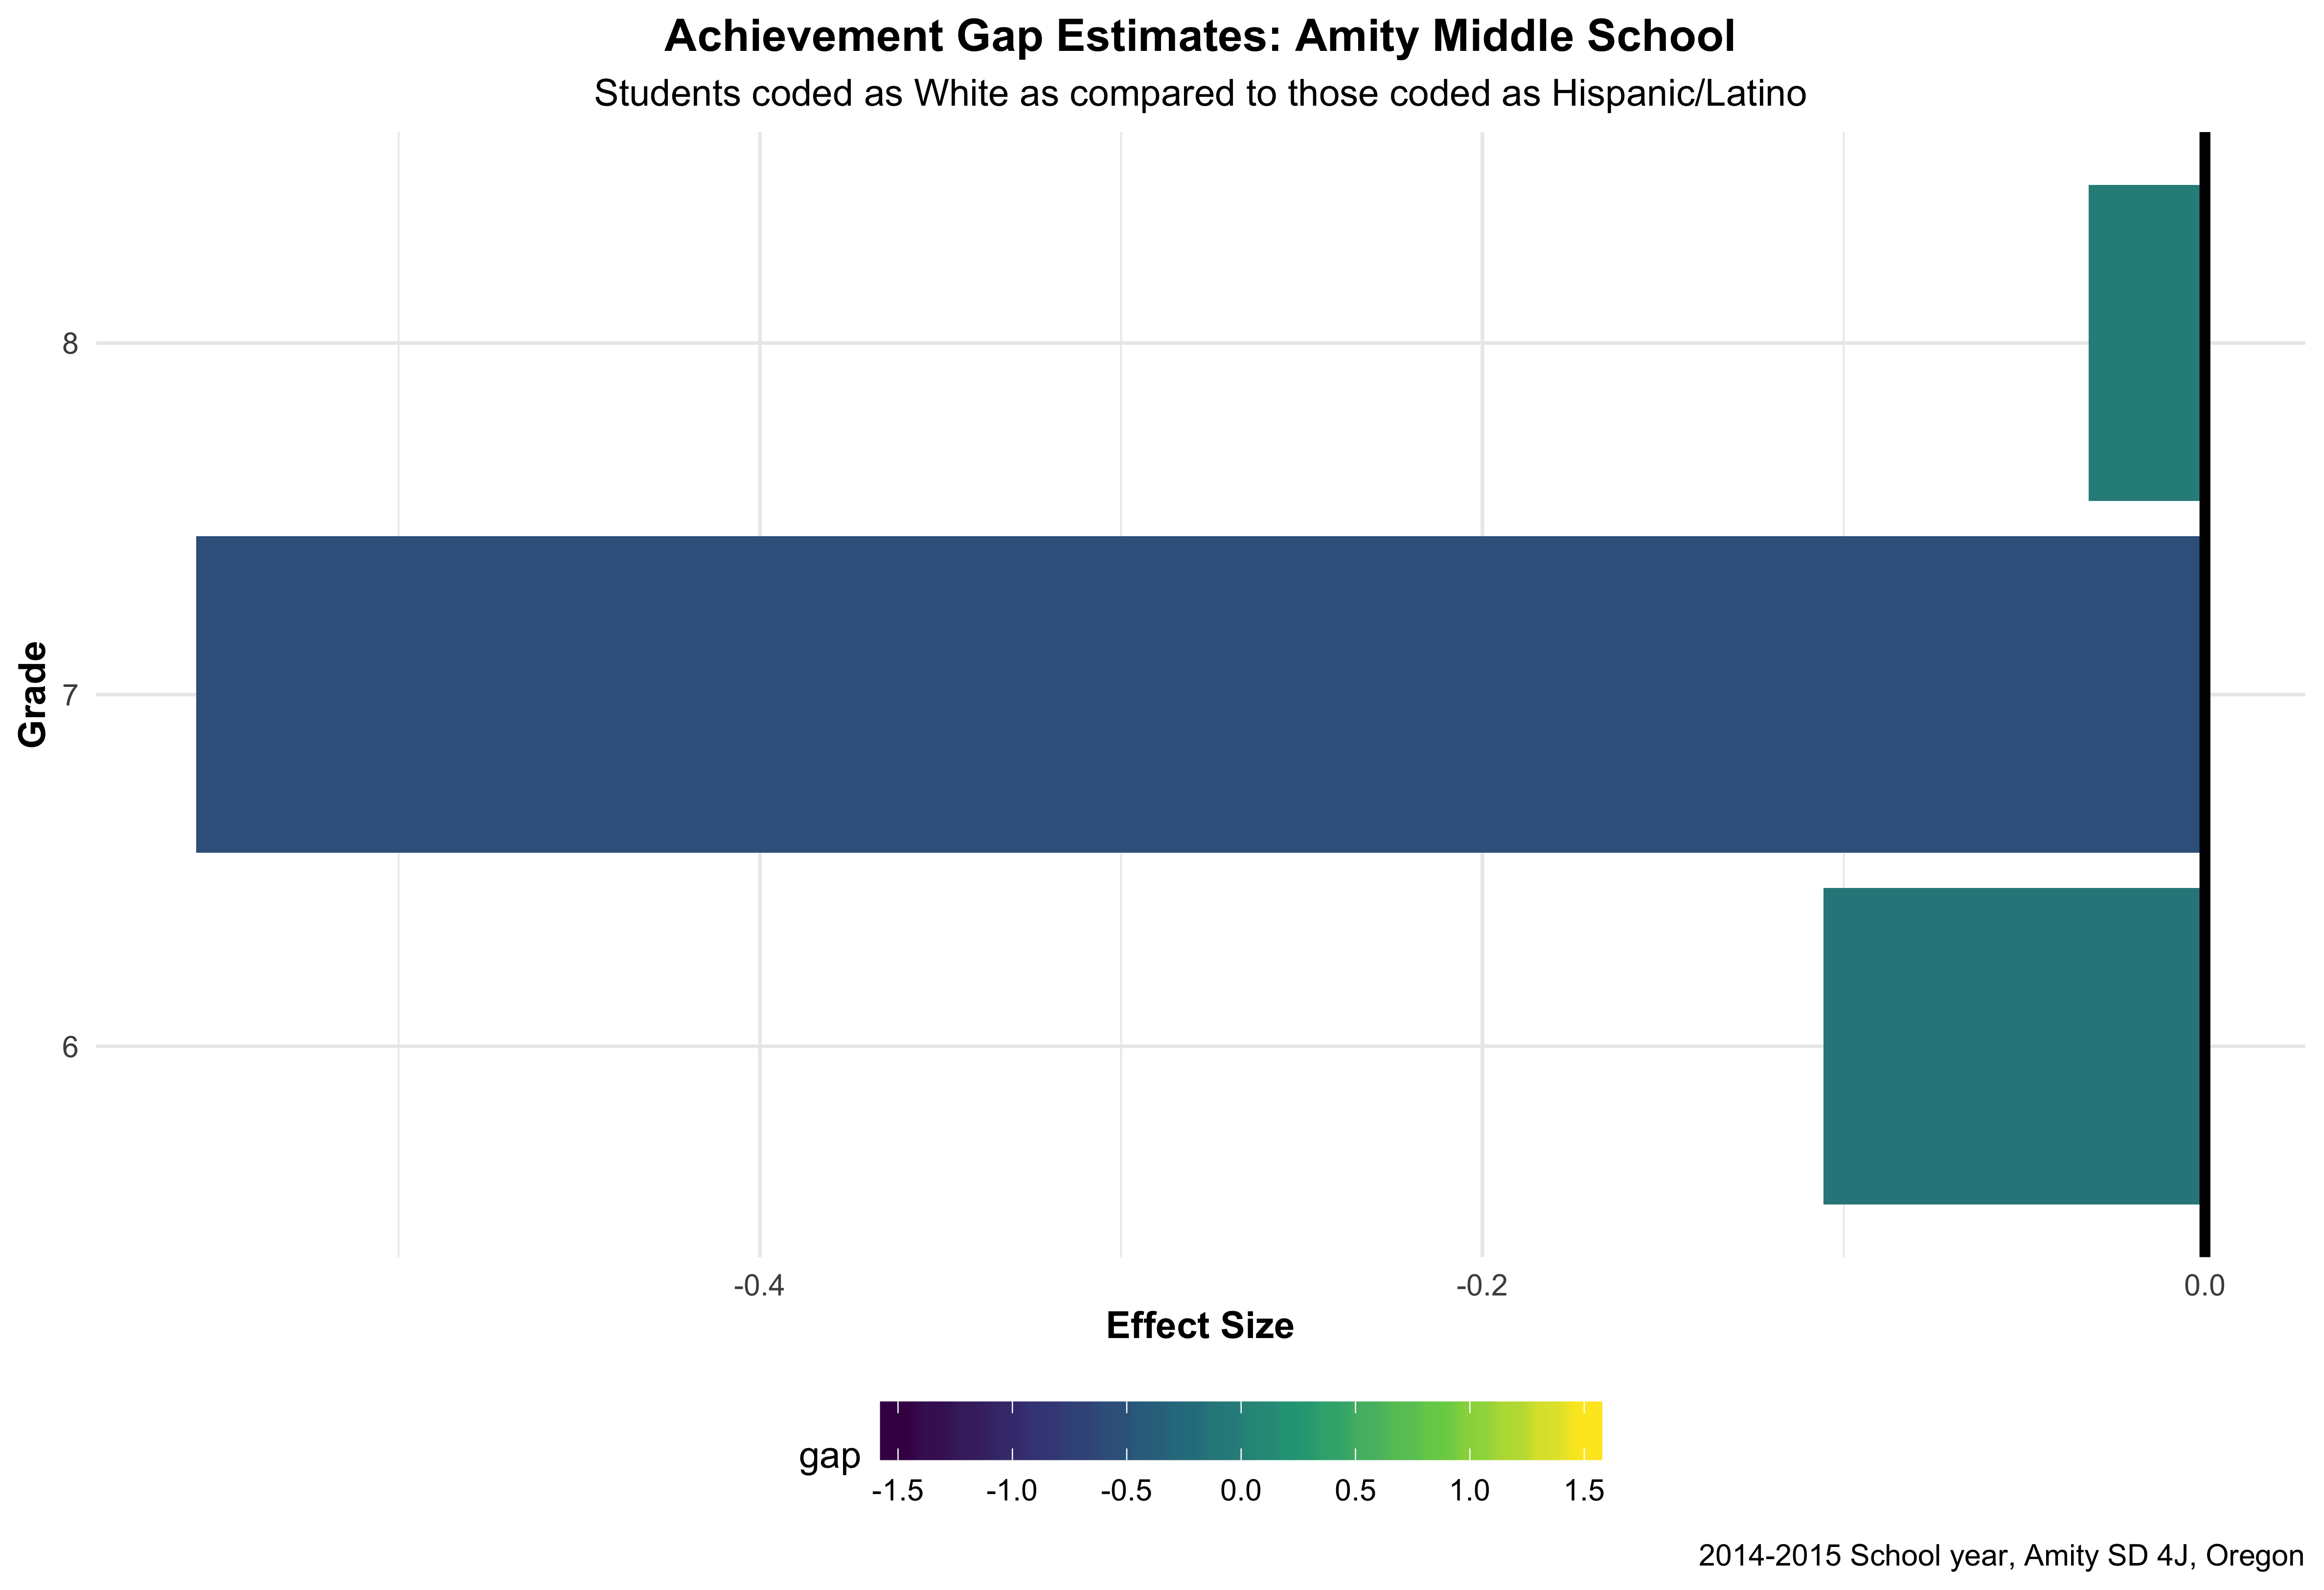 Achievement Gap Estimates: Amity Middle School
Students coded as White as compared to those coded as Hispanic/Latino
Grade
8
7
6
-0.4 -0.2 0.0
Effect Size
gap
-1.5 -1.0 -0.5 0.0 0.5 1.0 1.5
2014-2015 School year, Amity SD 4J, Oregon